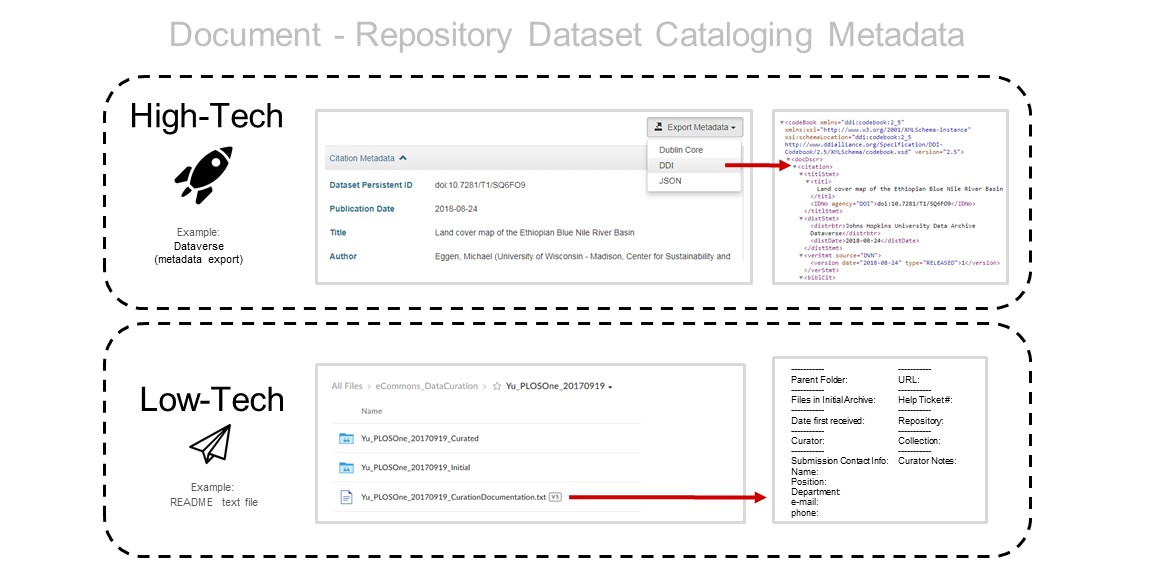 Document - Repository Dataset Cataloging Metadata
High-Tech
Example:
Dataverse
(metadata export)
Export Metadata
Dublin Core
DDI
JSON
Citation Metadata
Dataset Persistent ID doi:10.7281/T1/SQ6FO9
Publication Date 2018-08-24
Title Land cover map of the Ethiopian Blue Nile River Basin
Author Eggen, Michael (University of Wisconsin - Madison, Center for Sustainability and
<codeBook xmlns="ddi:codebook:2_5"
xmlns:xsi="http://www.w3.org/2001/XMLSchema-instance"
xsi:schemaLocation="ddi:codebook:2_5
http://www.ddialliance.org/Specification/DDI-
Codebook/2.5/XMLSchema/codebook.xsd" version="2.5">
<docDscr>
<citation>
<titlStmt>
<titl>
Land cover map of the Ethiopian Blue Nile River Basin
</titl>
<IDNo agency="DOI">doi:10.7281/T1/SQ6FO9</IDNo>
</titlStmt>
<distStmt>
<distrbtr>Johns Hopkins University Data Archive
Dataverse</distrbtr>
<distDate>2018-08-24</distDate>
</distStmt>
<verStmt source="DVN">
<version date="2018-08-24" type="RELEASED">1</version>
</verStmt>
<biblCit>
Low-Tech
Example:
README text file
All Files > eCommons_DataCuration > Yu_PLOSOne_20170919
Name
Yu_PLOSOne_20170919_Curated
Yu_PLOSOne_20170919_Initial
Yu_PLOSOne_20170919_CurationDocumentation.txt V5
-----------
Parent Folder:
-----------
Files in Initial Archive:
-----------
Date first received:
-----------
Curator:
-----------
Submission Contact Info:
Name:
Position:
Department:
e-mail:
phone:
-----------
URL:
-----------
Help Ticket #:
-----------
Repository:
-----------
Collection:
-----------
Curator Notes: